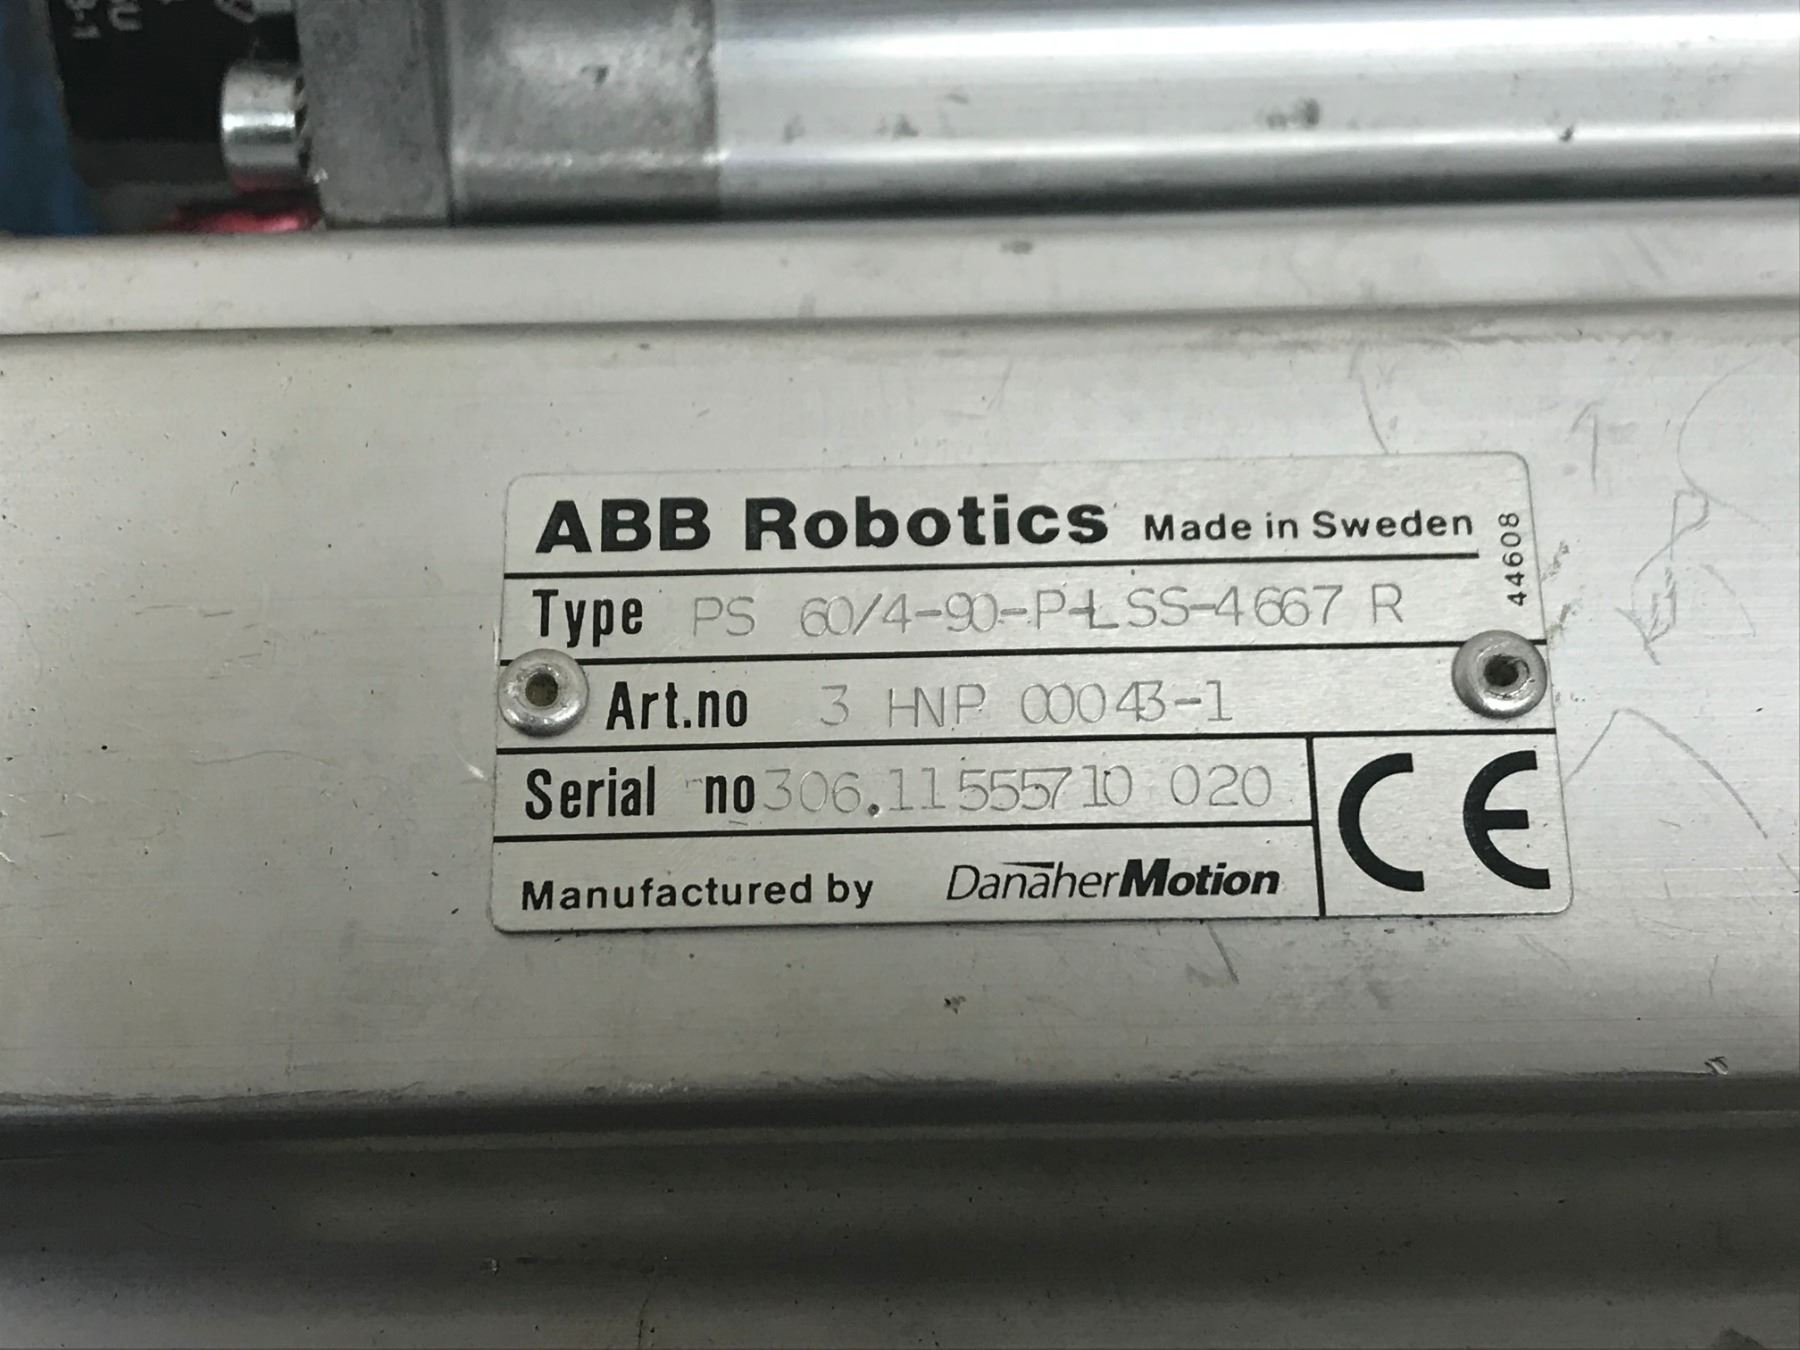 ABB Robotics Made in Sweden
44608
Type PS 60/4-90-P-LSS-4667 R
Art.no 3 HNP 00043-1
Serial no 306.11555710 020
Manufactured by DanaherMotion
CE